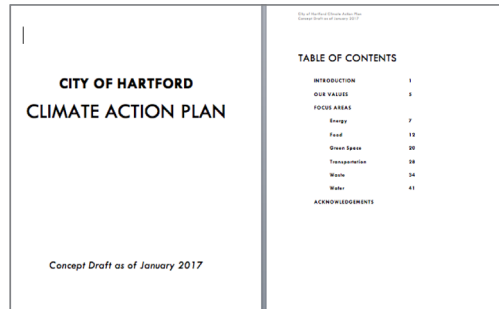 CITY OF HARTFORD
CLIMATE ACTION PLAN
Concept Draft as of January 2017
City of Hartford Climate Action Plan
Concept Draft as of January 2017
TABLE OF CONTENTS
INTRODUCTION 1
OUR VALUES 5
FOCUS AREAS
Energy 7
Food 12
Green Space 20
Transportation 28
Waste 34
Water 41
ACKNOWLEDGEMENTS